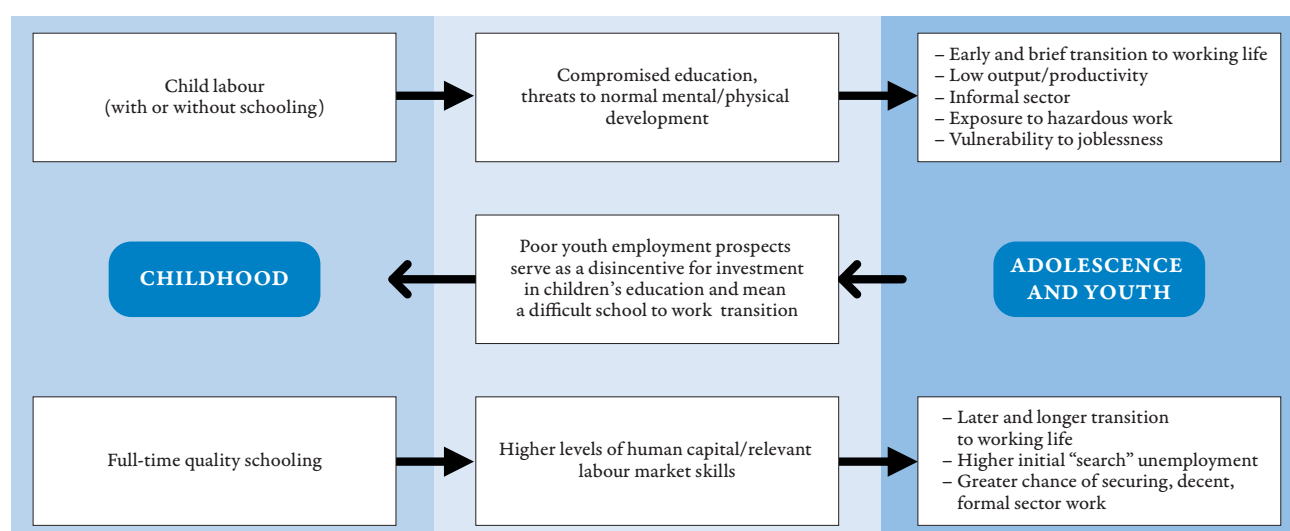 Child labour
(with or without schooling)
Compromised education,
threats to normal mental/physical
development
– Early and brief transition to working life
– Low output/productivity
– Informal sector
– Exposure to hazardous work
– Vulnerability to joblessness
CHILDHOOD
Poor youth employment prospects
serve as a disincentive for investment
in children’s education and mean
a difficult school to work transition
ADOLESCENCE
AND YOUTH
Full-time quality schooling
Higher levels of human capital/relevant
labour market skills
– Later and longer transition
to working life
– Higher initial “search” unemployment
– Greater chance of securing, decent,
formal sector work